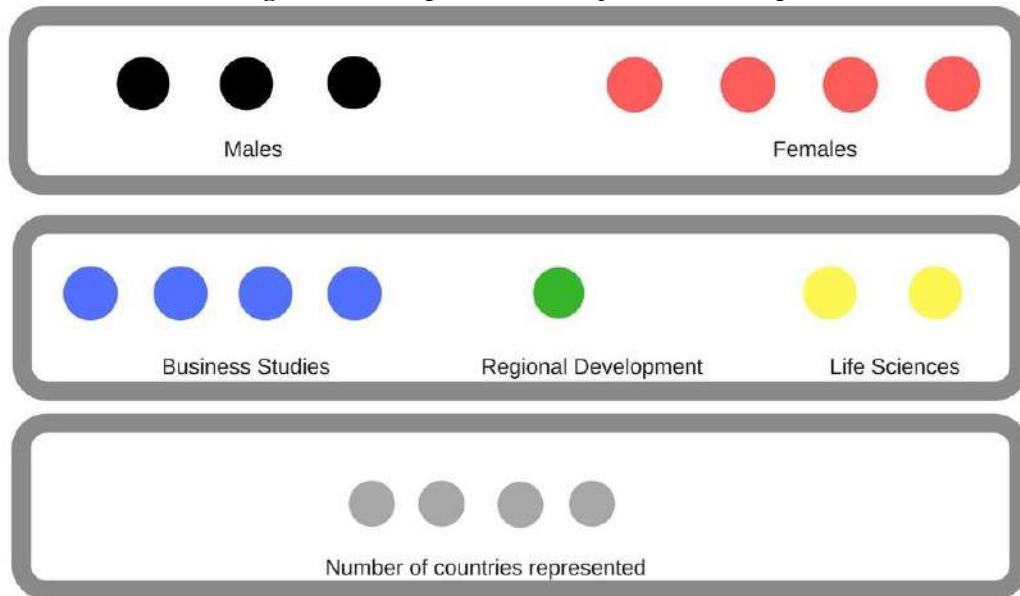 Males
Females
Business Studies
Regional Development
Life Sciences
Number of countries represented